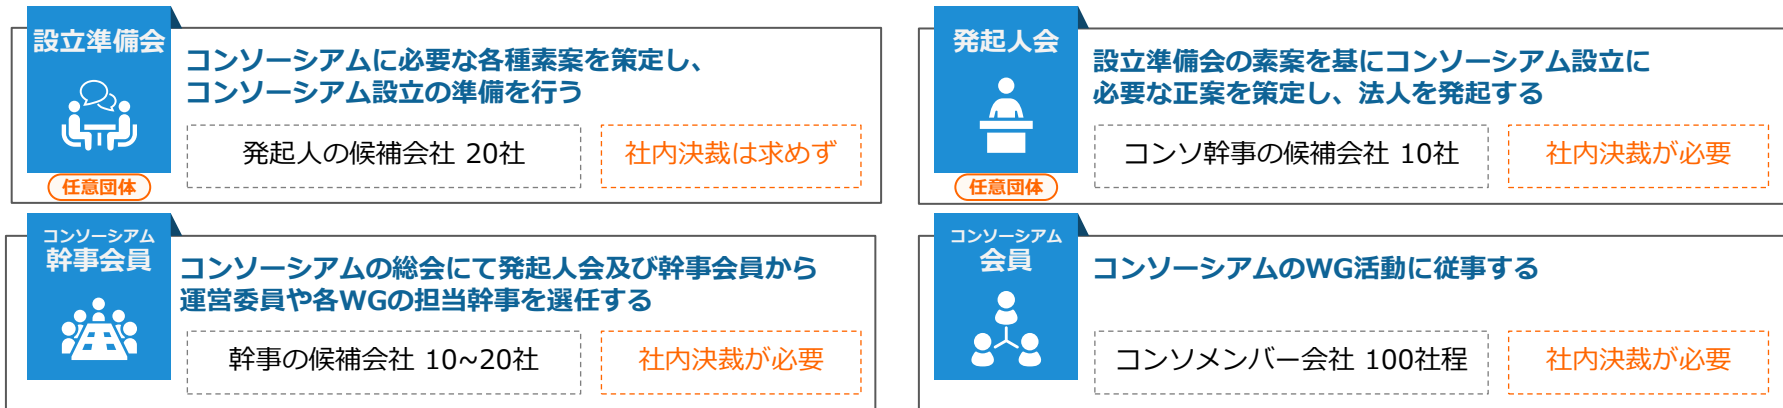 設立準備会
コンソーシアムに必要な各種素案を策定し、
コンソーシアム設立の準備を行う
発起人の候補会社 20社
社内決裁は求めず
任意団体
発起人会
設立準備会の素案を基にコンソーシアム設立に
必要な正案を策定し、法人を発起する
コンソ幹事の候補会社 10社
社内決裁が必要
任意団体
コンソーシアム
幹事会員
コンソーシアムの総会にて発起人会及び幹事会員から
運営委員や各WGの担当幹事を選任する
幹事の候補会社 10~20社
社内決裁が必要
コンソーシアム
会員
コンソーシアムのWG活動に従事する
コンソメンバー会社 100社程
社内決裁が必要